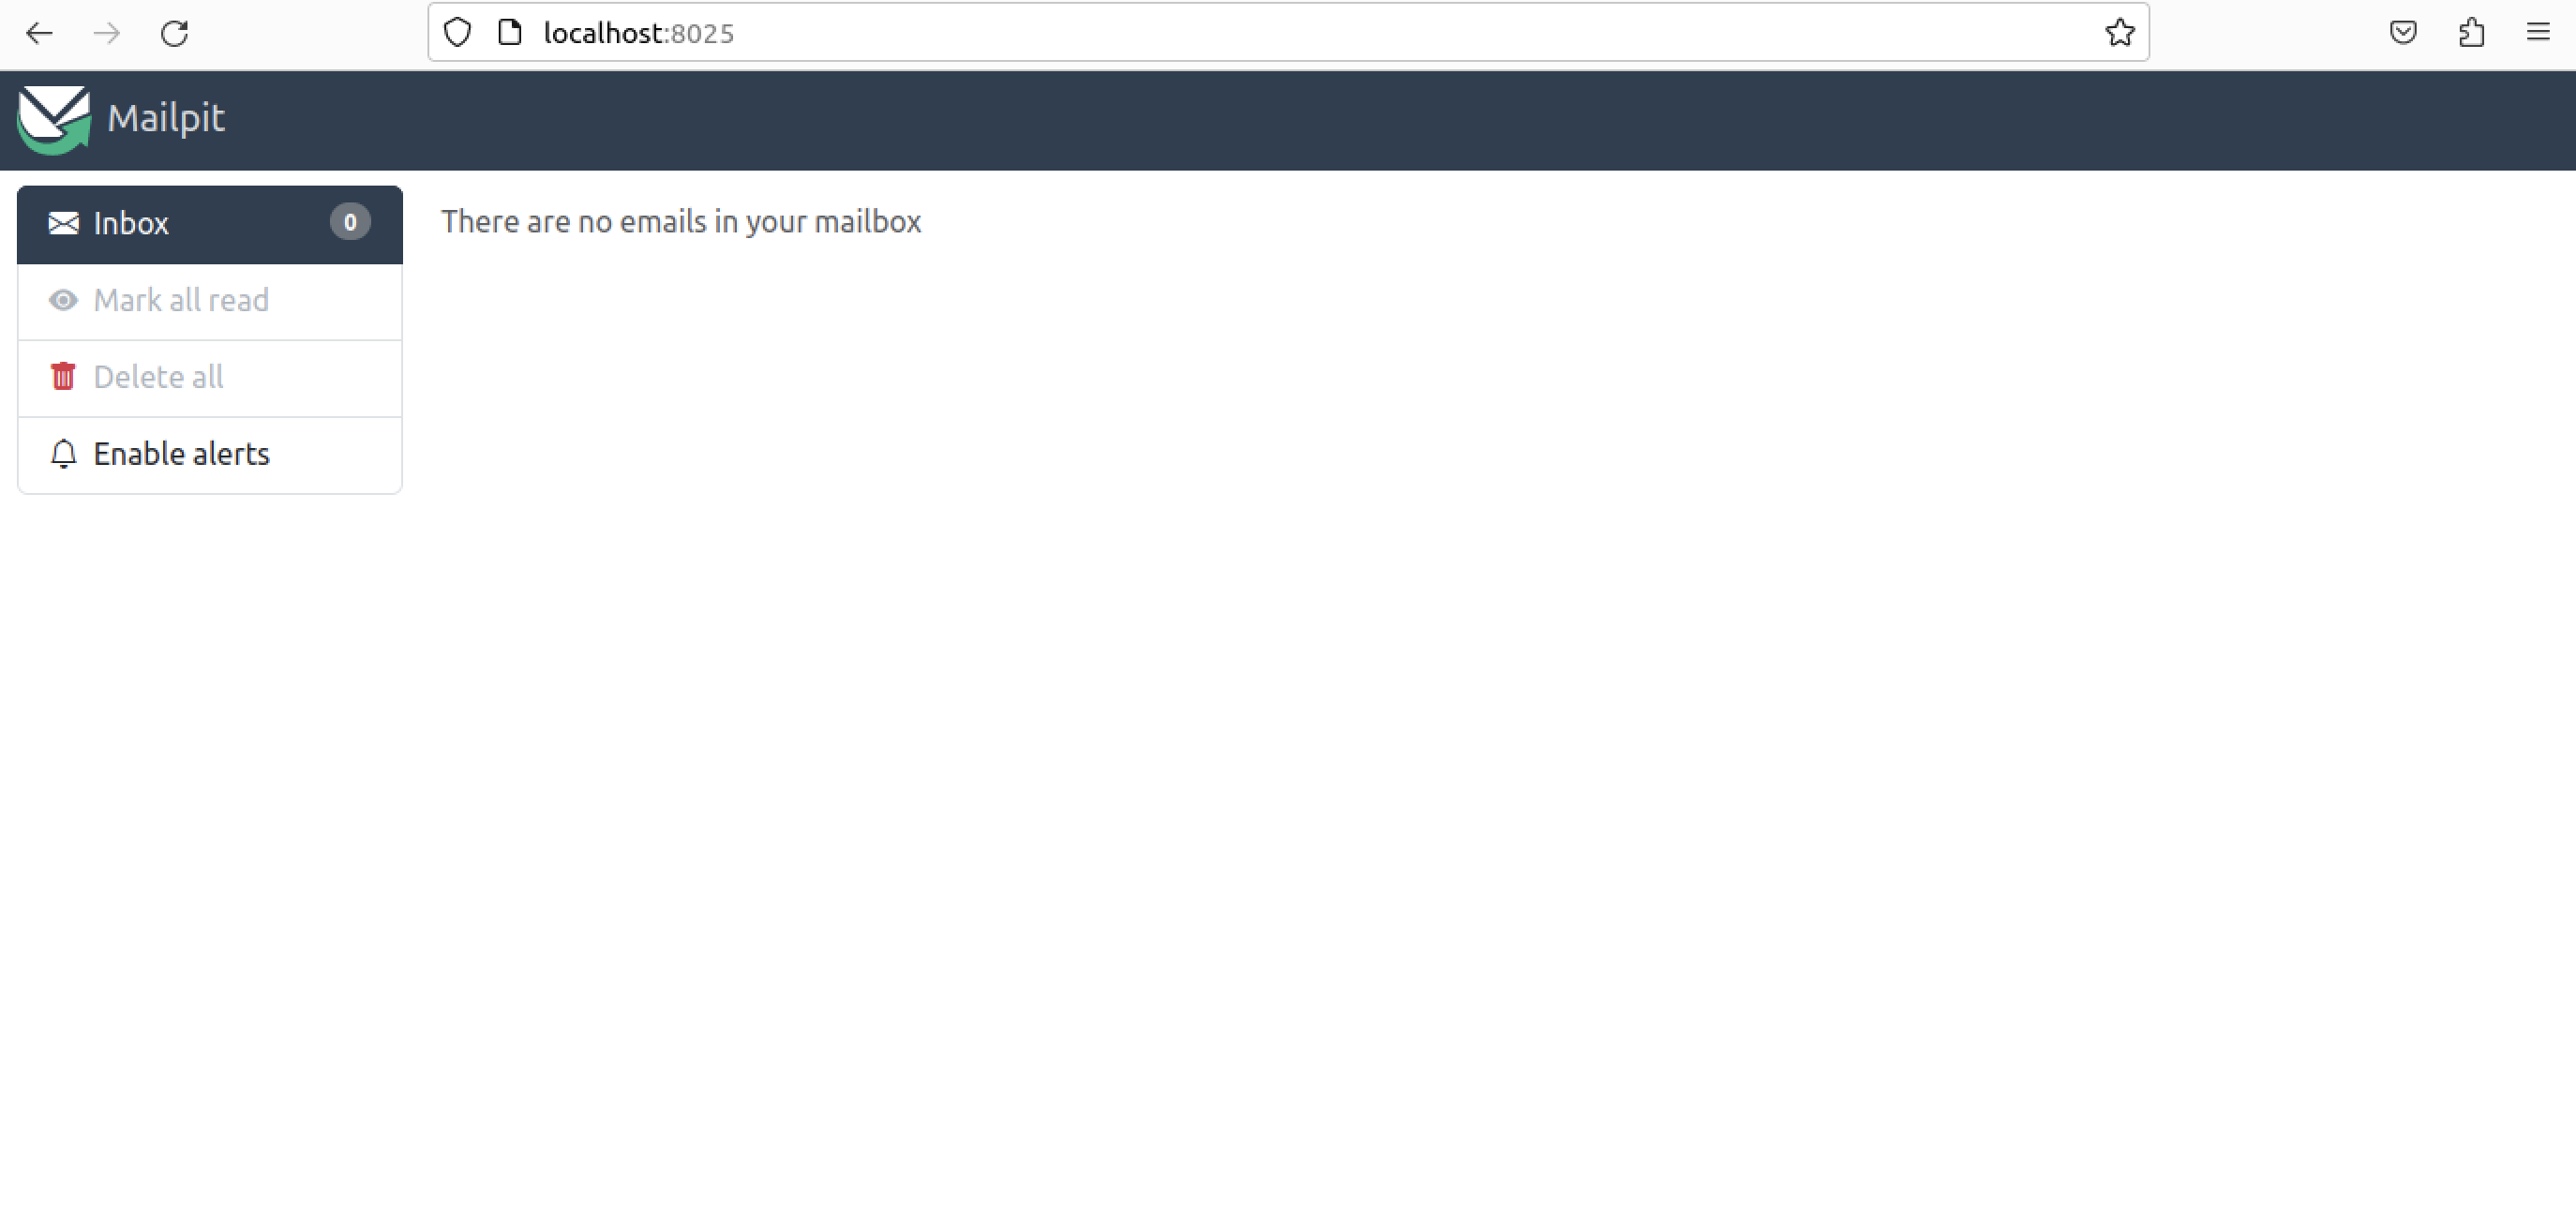 localhost:8025
Mailpit
Inbox 0
There are no emails in your mailbox
Mark all read
Delete all
Enable alerts